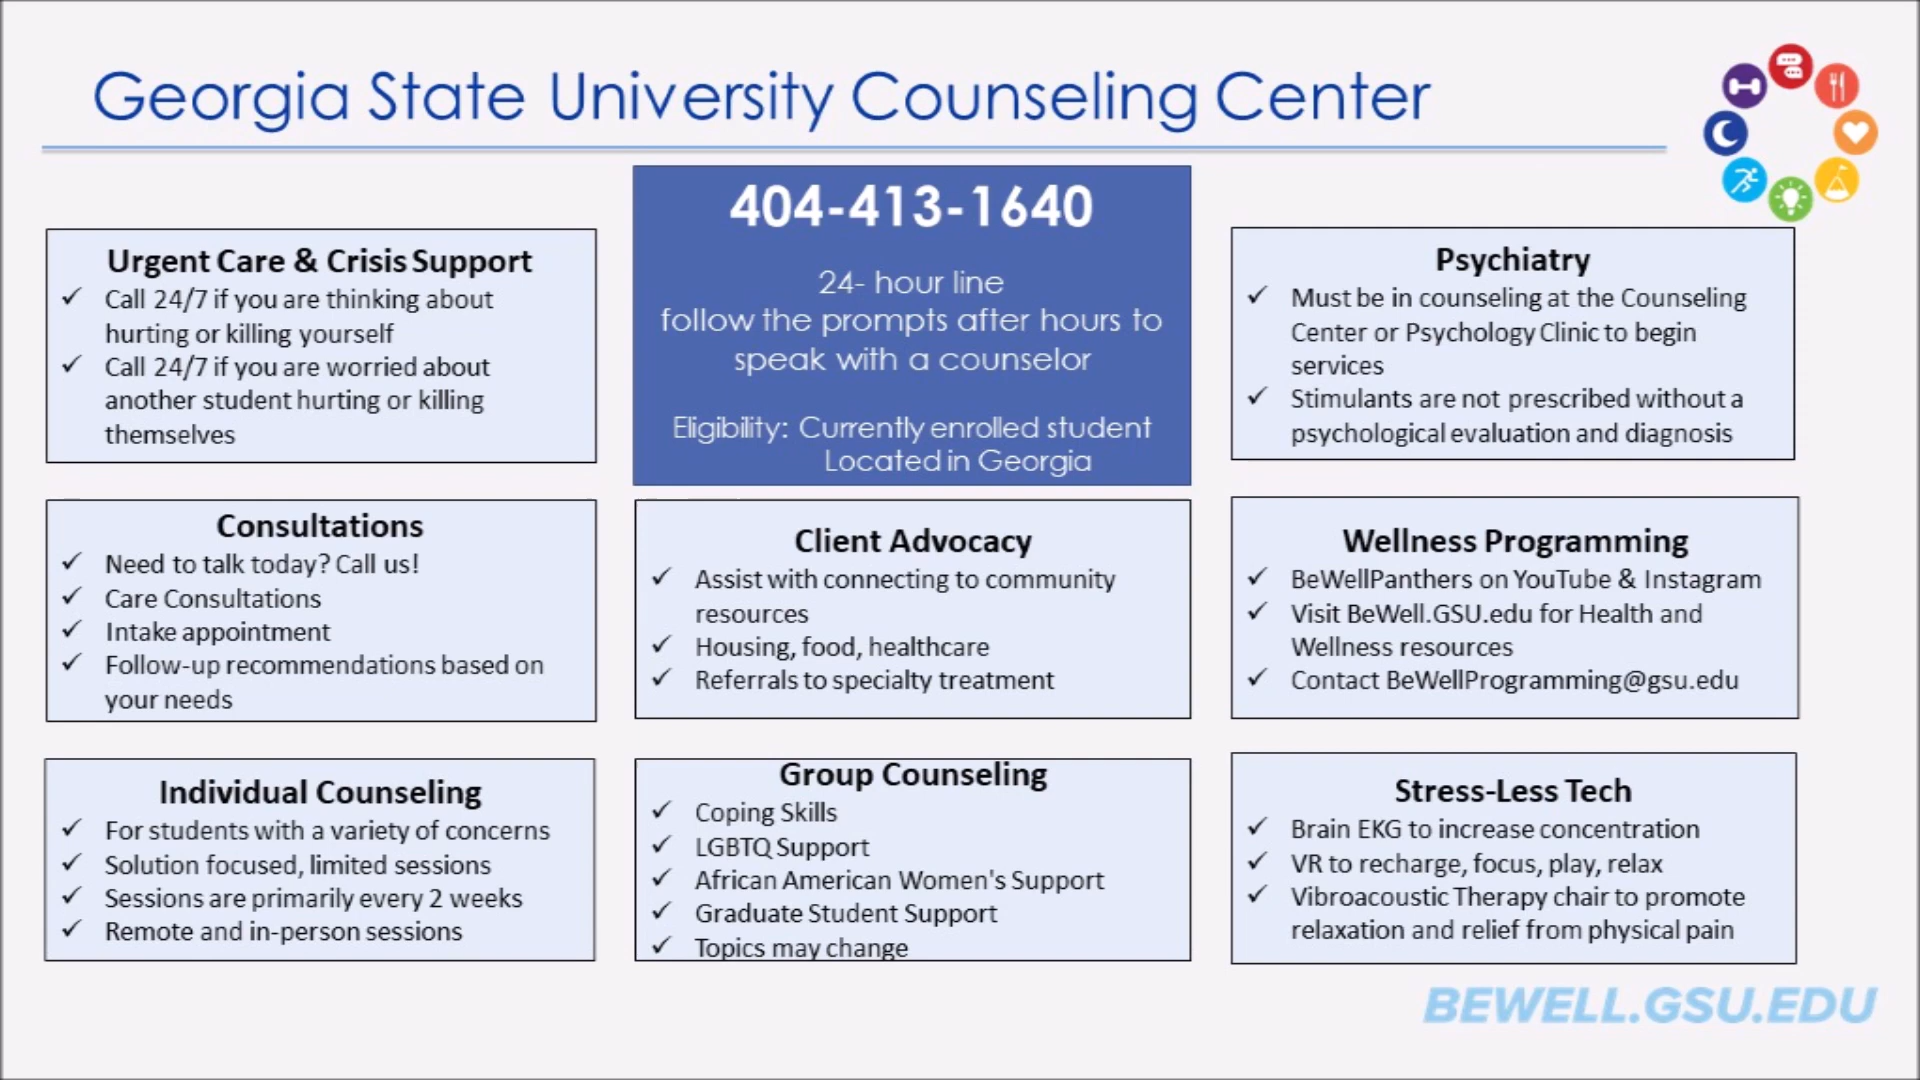 Georgia State University Counseling Center
404-413-1640
24- hour line
follow the prompts after hours to
speak with a counselor
Eligibility: Currently enrolled student
Located in Georgia
Urgent Care & Crisis Support
✓ Call 24/7 if you are thinking about
hurting or killing yourself
✓ Call 24/7 if you are worried about
another student hurting or killing
themselves
Psychiatry
✓ Must be in counseling at the Counseling
Center or Psychology Clinic to begin
services
✓ Stimulants are not prescribed without a
psychological evaluation and diagnosis
Consultations
✓ Need to talk today? Call us!
✓ Care Consultations
✓ Intake appointment
✓ Follow-up recommendations based on
your needs
Client Advocacy
✓ Assist with connecting to community
resources
✓ Housing, food, healthcare
✓ Referrals to specialty treatment
Wellness Programming
✓ BeWellPanthers on YouTube & Instagram
✓ Visit BeWell.GSU.edu for Health and
Wellness resources
✓ Contact BeWellProgramming@gsu.edu
Individual Counseling
✓ For students with a variety of concerns
✓ Solution focused, limited sessions
✓ Sessions are primarily every 2 weeks
✓ Remote and in-person sessions
Group Counseling
✓ Coping Skills
✓ LGBTQ Support
✓ African American Women's Support
✓ Graduate Student Support
✓ Topics may change
Stress-Less Tech
✓ Brain EKG to increase concentration
✓ VR to recharge, focus, play, relax
✓ Vibroacoustic Therapy chair to promote
relaxation and relief from physical pain
BEWELL.GSU.EDU